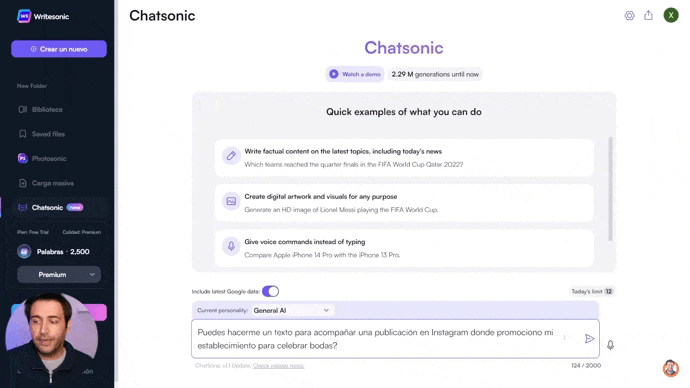 Writesonic
Chatsonic
X
Crear un nuevo
Chatsonic
Watch a demo
2.29 M generations until now
New Folder
Biblioteca
Saved files
Photosonic
Carga masiva
Chatsonic new
Quick examples of what you can do
Write factual content on the latest topics, including today's news
Which teams reached the quarter finals in the FIFA World Cup Qatar 2022?
Create digital artwork and visuals for any purpose
Generate an HD image of Lionel Messi playing the FIFA World Cup.
Give voice commands instead of typing
Compare Apple iPhone 14 Pro with the iPhone 13 Pro.
Plan: Free Trial Calidad: Premium
Palabras 2,500
Premium
Include latest Google data:
Today's limit 12
Current personality: General AI
Puedes hacerme un texto para acompañar una publicación en Instagram donde promociono mi
establecimiento para celebrar bodas?
ChatSonic v1.1 Update. Check release notes.
124 / 2000